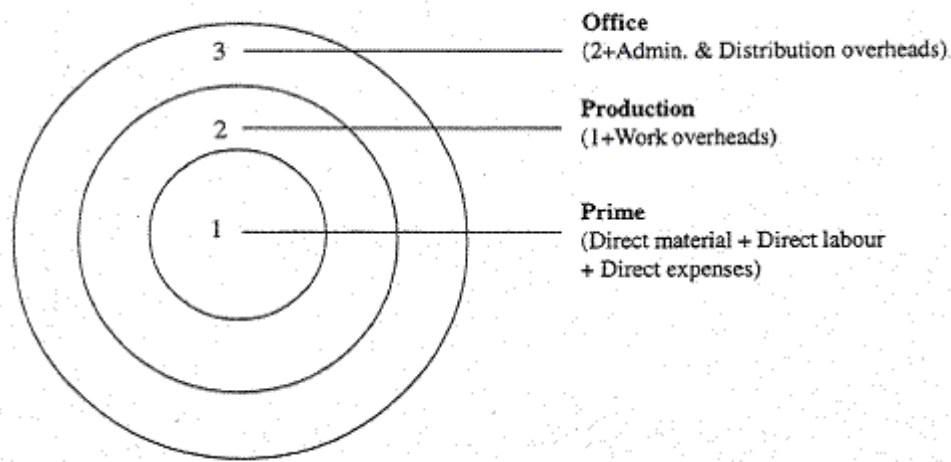 3
Office
(2+Admin. & Distribution overheads)
2
Production
(1+Work overheads)
1
Prime
(Direct material + Direct labour
+ Direct expenses)